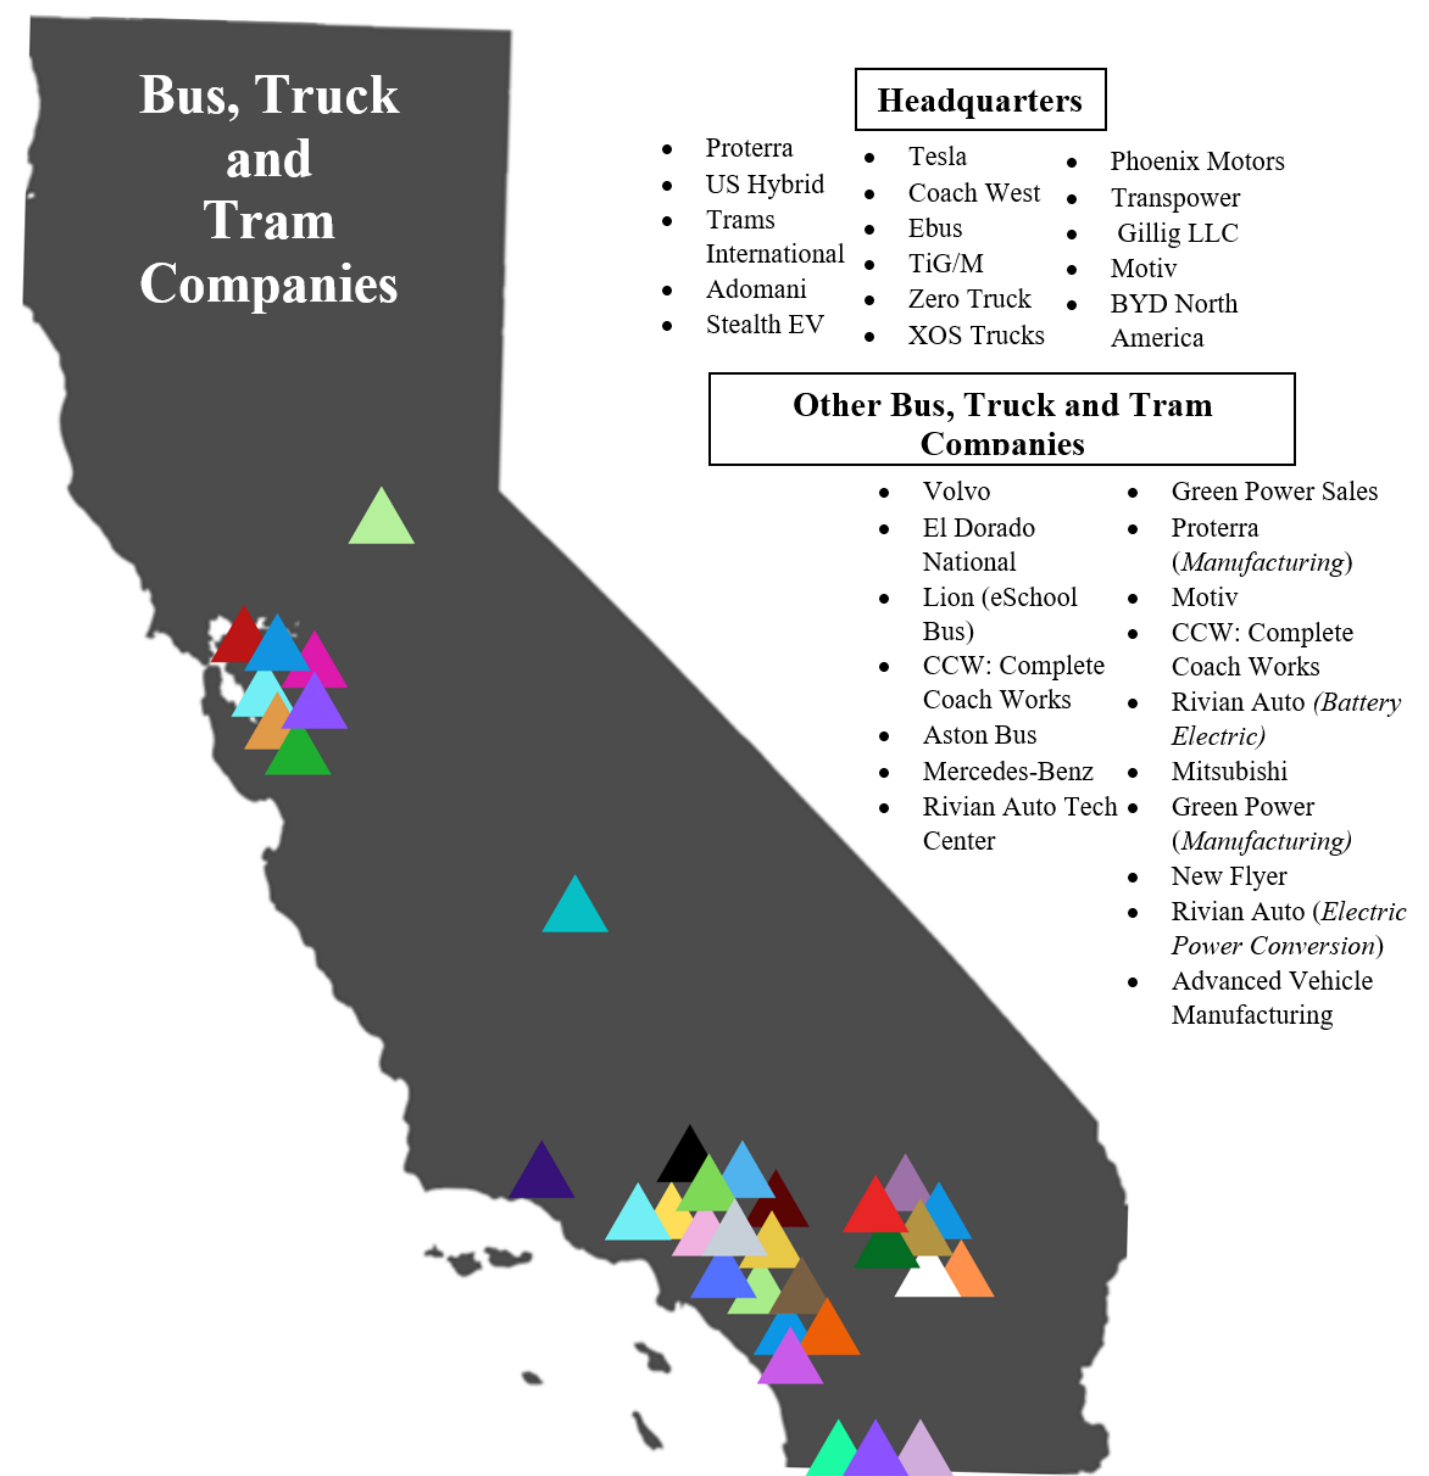 Bus, Truck
and
Tram
Companies
Headquarters
• Proterra
• US Hybrid
• Trams
International
• Adomani
• Stealth EV
• Tesla
• Coach West
• Ebus
• TiG/M
• Zero Truck
• XOS Trucks
• Phoenix Motors
• Transpower
• Gillig LLC
• Motiv
• BYD North
America
Other Bus, Truck and Tram
Companies
• Volvo
• El Dorado
National
• Lion (eSchool
Bus)
• CCW: Complete
Coach Works
• Aston Bus
• Mercedes-Benz
• Rivian Auto Tech
Center
• Green Power Sales
• Proterra
(Manufacturing)
• Motiv
• CCW: Complete
Coach Works
• Rivian Auto (Battery
Electric)
• Mitsubishi
• Green Power
(Manufacturing)
• New Flyer
• Rivian Auto (Electric
Power Conversion)
• Advanced Vehicle
Manufacturing